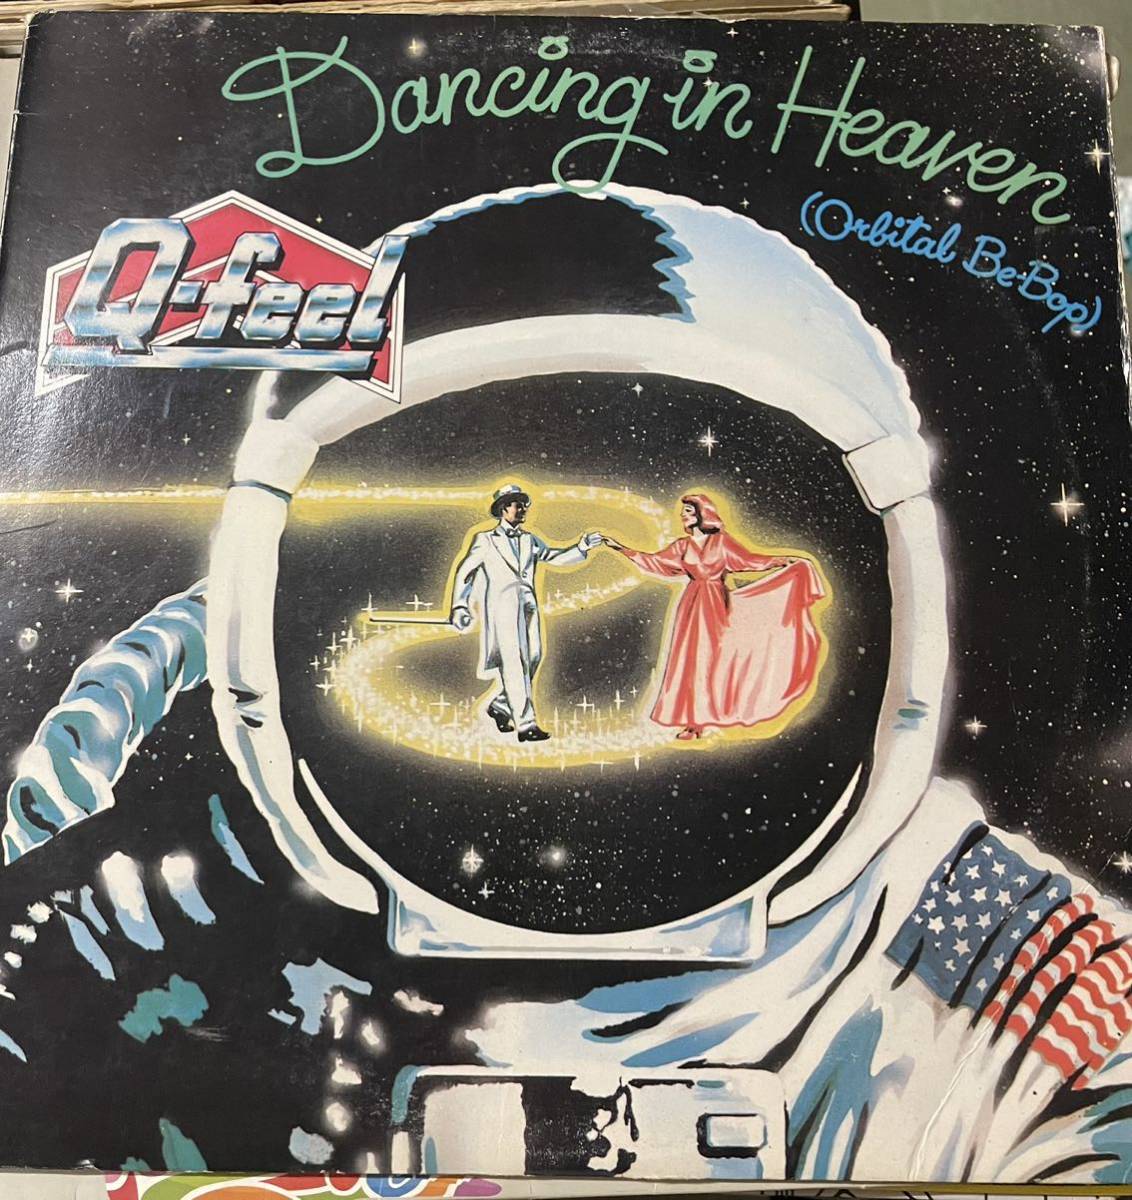 Dancing in Heaven
(Orbital Be-Bop)
Q-feel